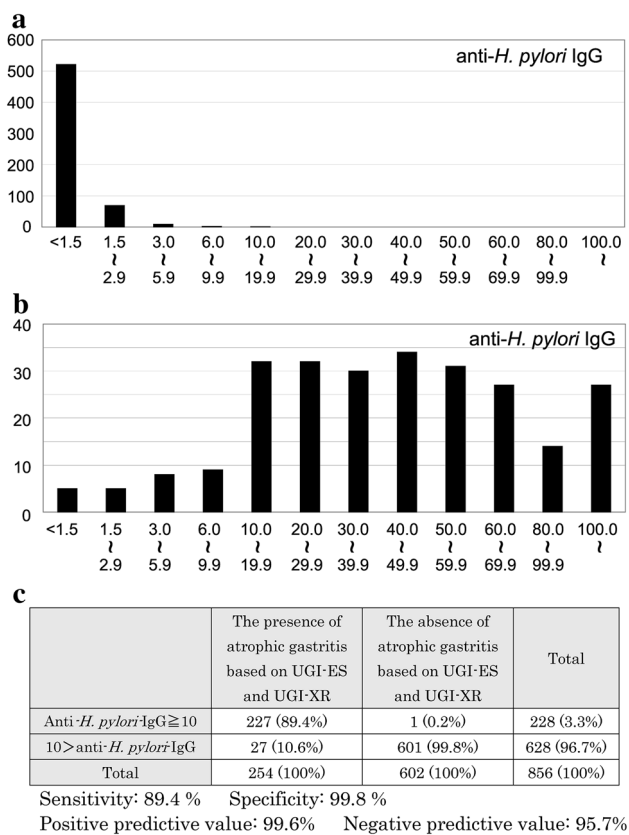 a
anti-H. pylori IgG
600
500
400
300
200
100
0
<1.5 1.5~2.9 3.0~5.9 6.0~9.9 10.0~19.9 20.0~29.9 30.0~39.9 40.0~49.9 50.0~59.9 60.0~69.9 80.0~99.9 100.0~
b
anti-H. pylori IgG
40
30
20
10
0
<1.5 1.5~2.9 3.0~5.9 6.0~9.9 10.0~19.9 20.0~29.9 30.0~39.9 40.0~49.9 50.0~59.9 60.0~69.9 80.0~99.9 100.0~
c
The presence of atrophic gastritis based on UGI-ES and UGI-XR The absence of atrophic gastritis based on UGI-ES and UGI-XR Total
Anti-H. pylori-IgG≧10 227 (89.4%) 1 (0.2%) 228 (3.3%)
10>anti-H. pylori-IgG 27 (10.6%) 601 (99.8%) 628 (96.7%)
Total 254 (100%) 602 (100%) 856 (100%)
Sensitivity: 89.4 % Specificity: 99.8 %
Positive predictive value: 99.6% Negative predictive value: 95.7%